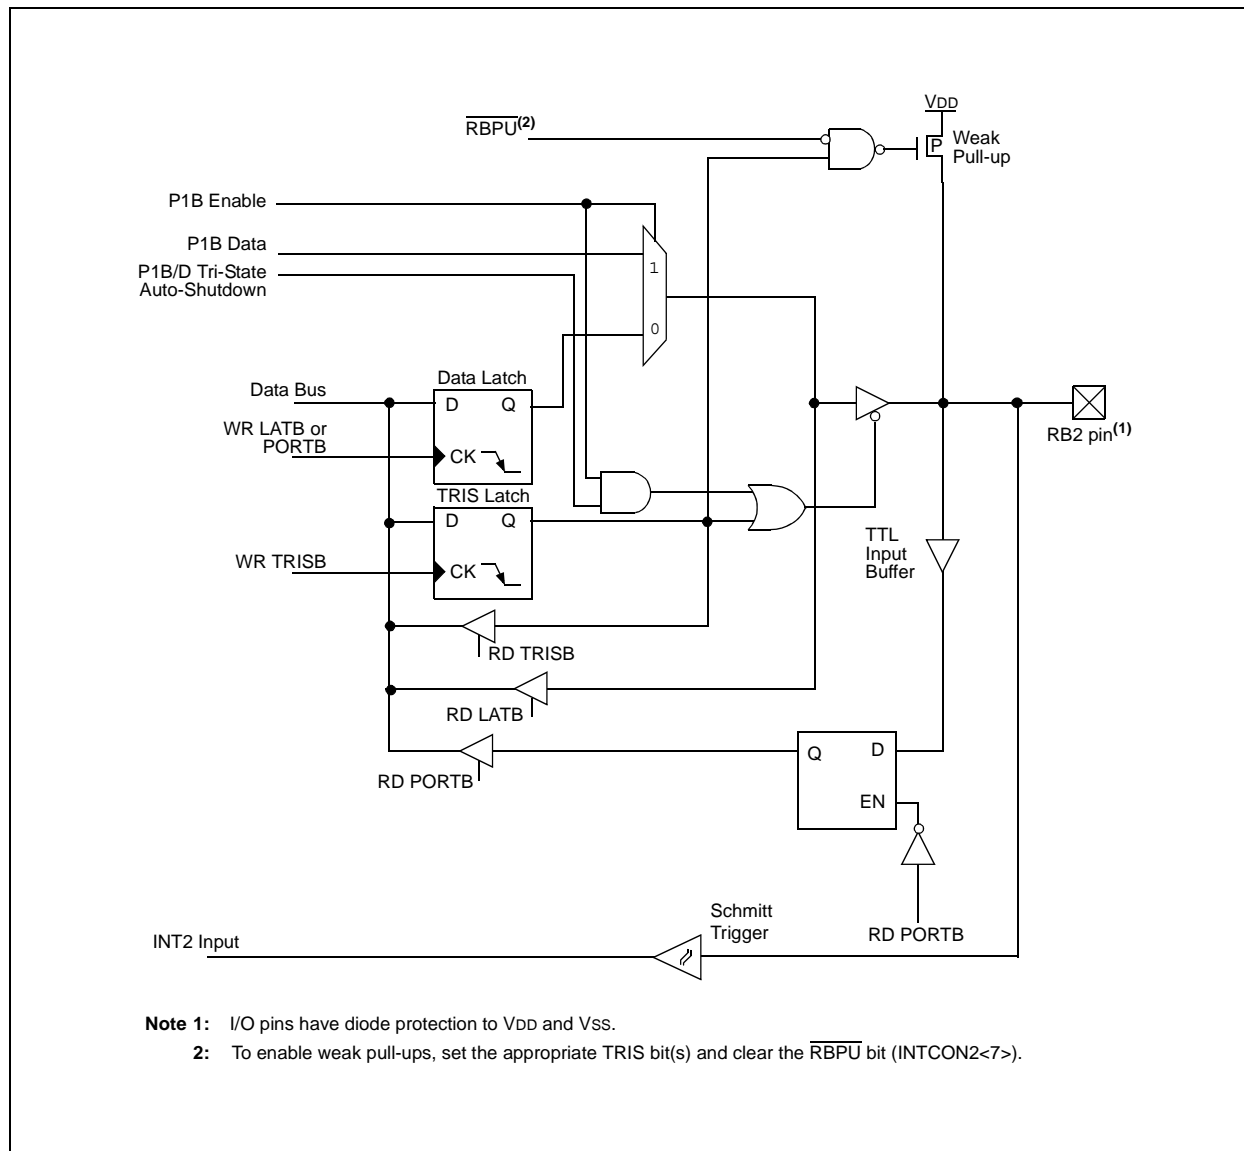 VDD
RBPU(2)
Weak
Pull-up
P
P1B Enable
P1B Data
P1B/D Tri-State
Auto-Shutdown
1
0
Data Latch
Data Bus
D Q
WR LATB or
PORTB
CK
RB2 pin(1)
TRIS Latch
D Q
TTL
Input
Buffer
WR TRISB
CK
RD TRISB
RD LATB
Q D
RD PORTB
EN
Schmitt
Trigger
RD PORTB
INT2 Input
Note 1: I/O pins have diode protection to VDD and VSS.
2: To enable weak pull-ups, set the appropriate TRIS bit(s) and clear the RBPU bit (INTCON2<7>).